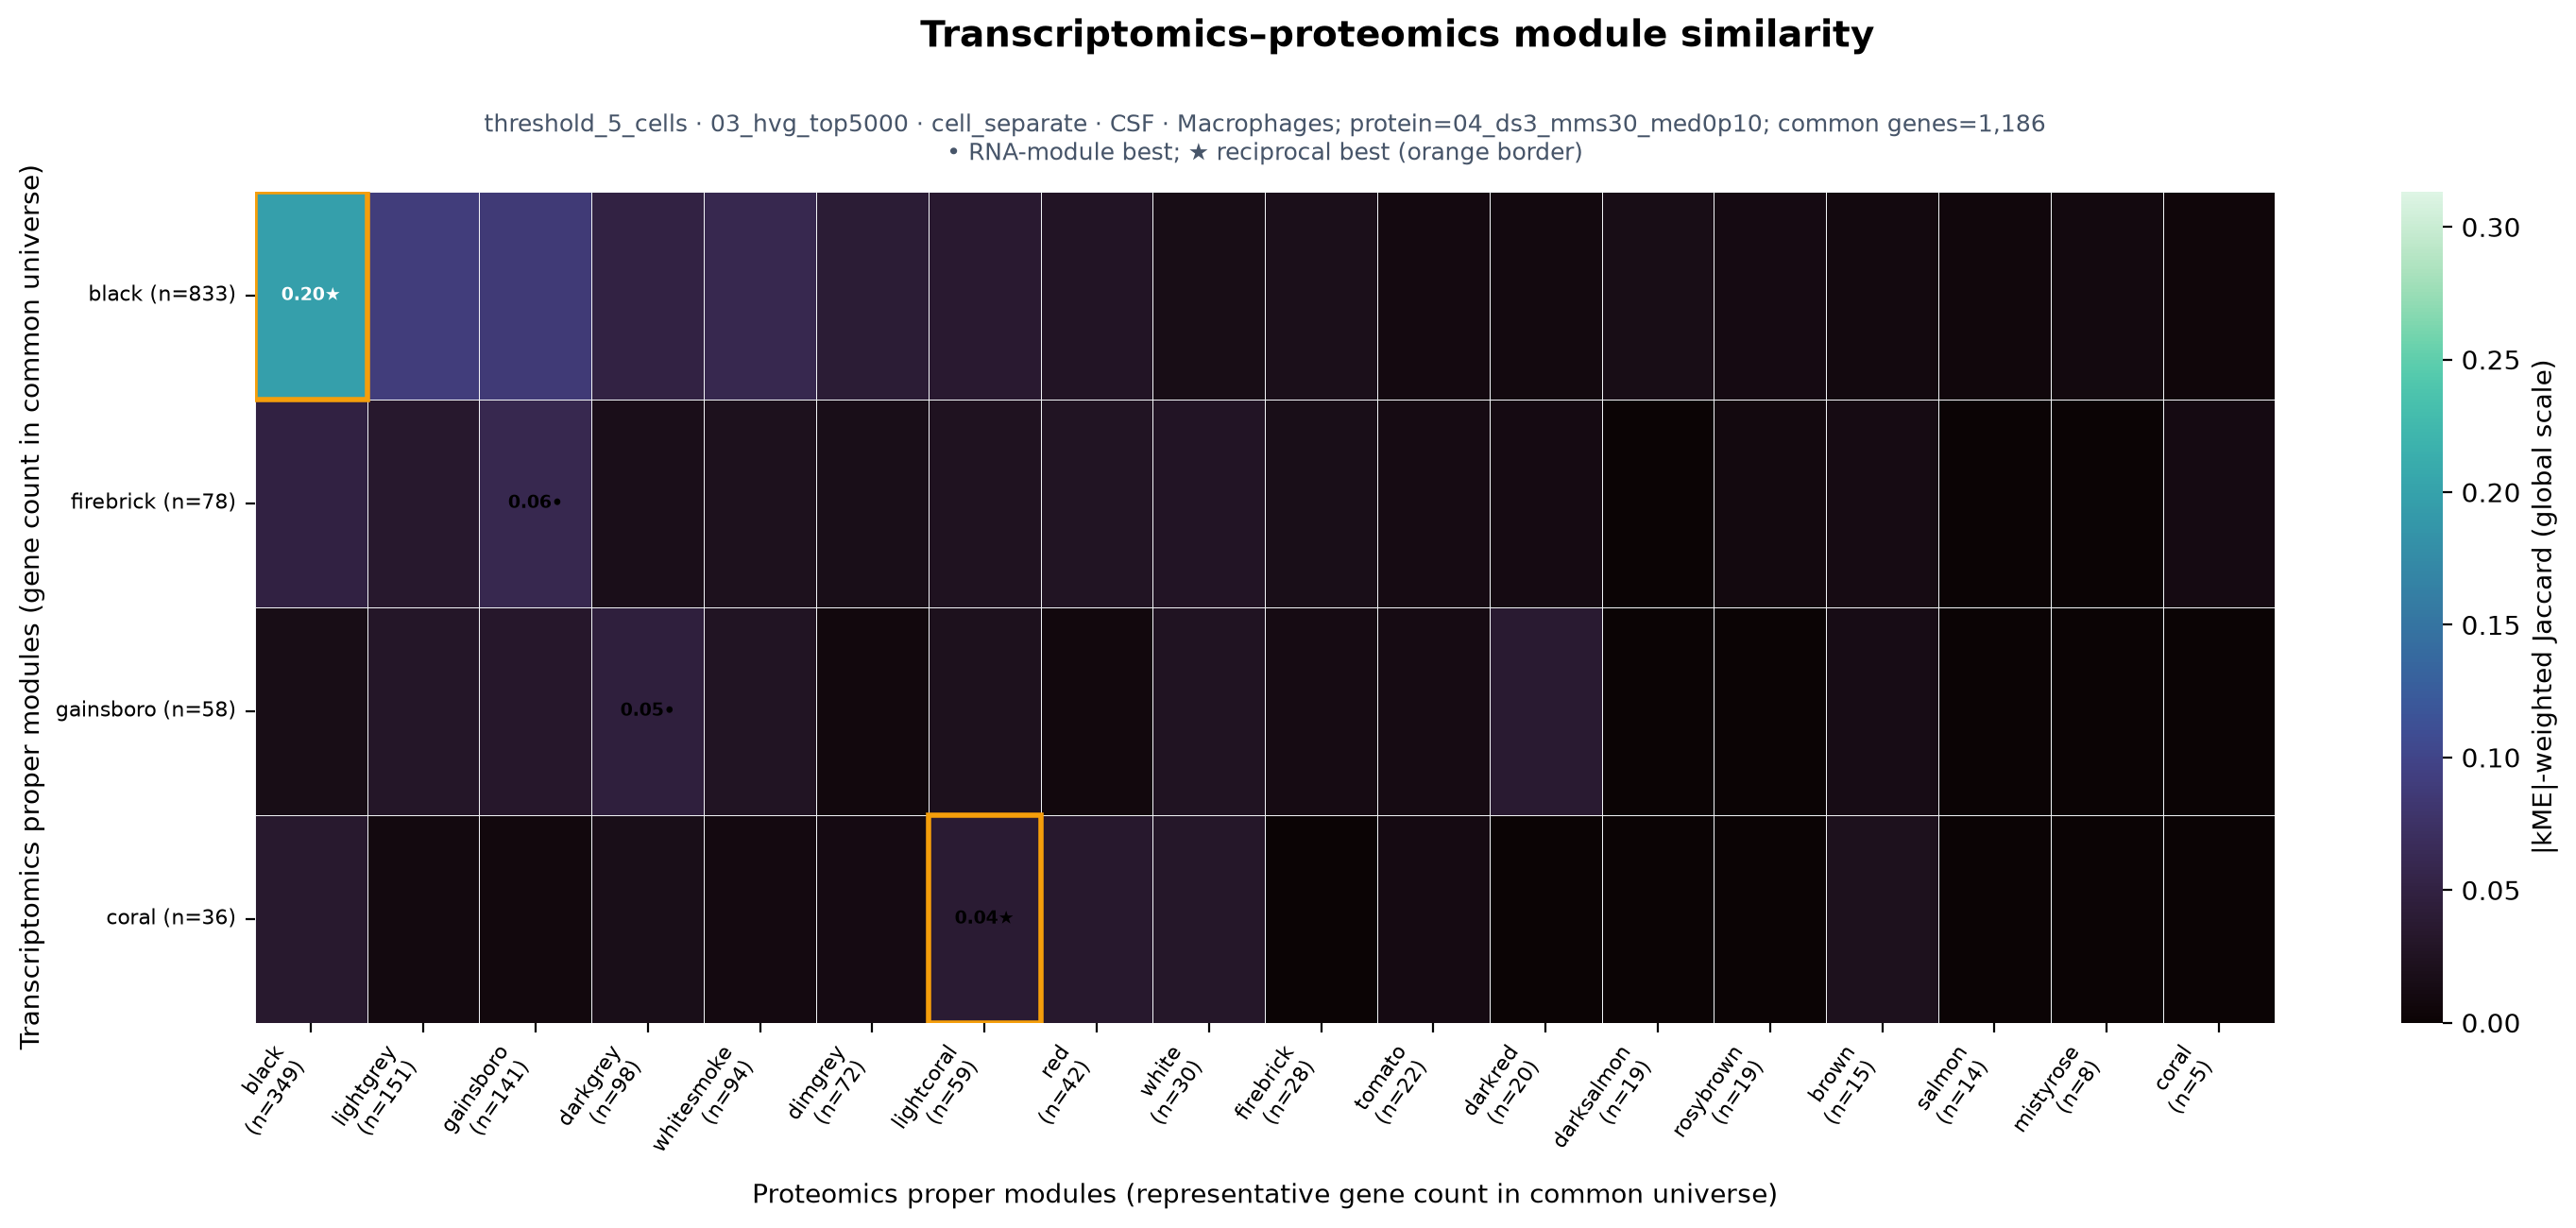 Transcriptomics–proteomics module similarity
threshold_5_cells · 03_hvg_top5000 · cell_separate · CSF · Macrophages; protein=04_ds3_mms30_med0p10; common genes=1,186
• RNA-module best; ★ reciprocal best (orange border)
Transcriptomics proper modules (gene count in common universe)
black (n=833)
firebrick (n=78)
gainsboro (n=58)
coral (n=36)
0.20★
0.06•
0.05•
0.04★
black
(n=349)
lightgrey
(n=151)
gainsboro
(n=141)
darkgrey
(n=98)
whitesmoke
(n=94)
dimgrey
(n=72)
lightcoral
(n=59)
red
(n=42)
white
(n=30)
firebrick
(n=28)
tomato
(n=22)
darkred
(n=20)
darksalmon
(n=19)
rosybrown
(n=19)
brown
(n=15)
salmon
(n=14)
mistyrose
(n=8)
coral
(n=5)
Proteomics proper modules (representative gene count in common universe)
0.30
0.25
0.20
0.15
0.10
0.05
0.00
|kME|-weighted Jaccard (global scale)